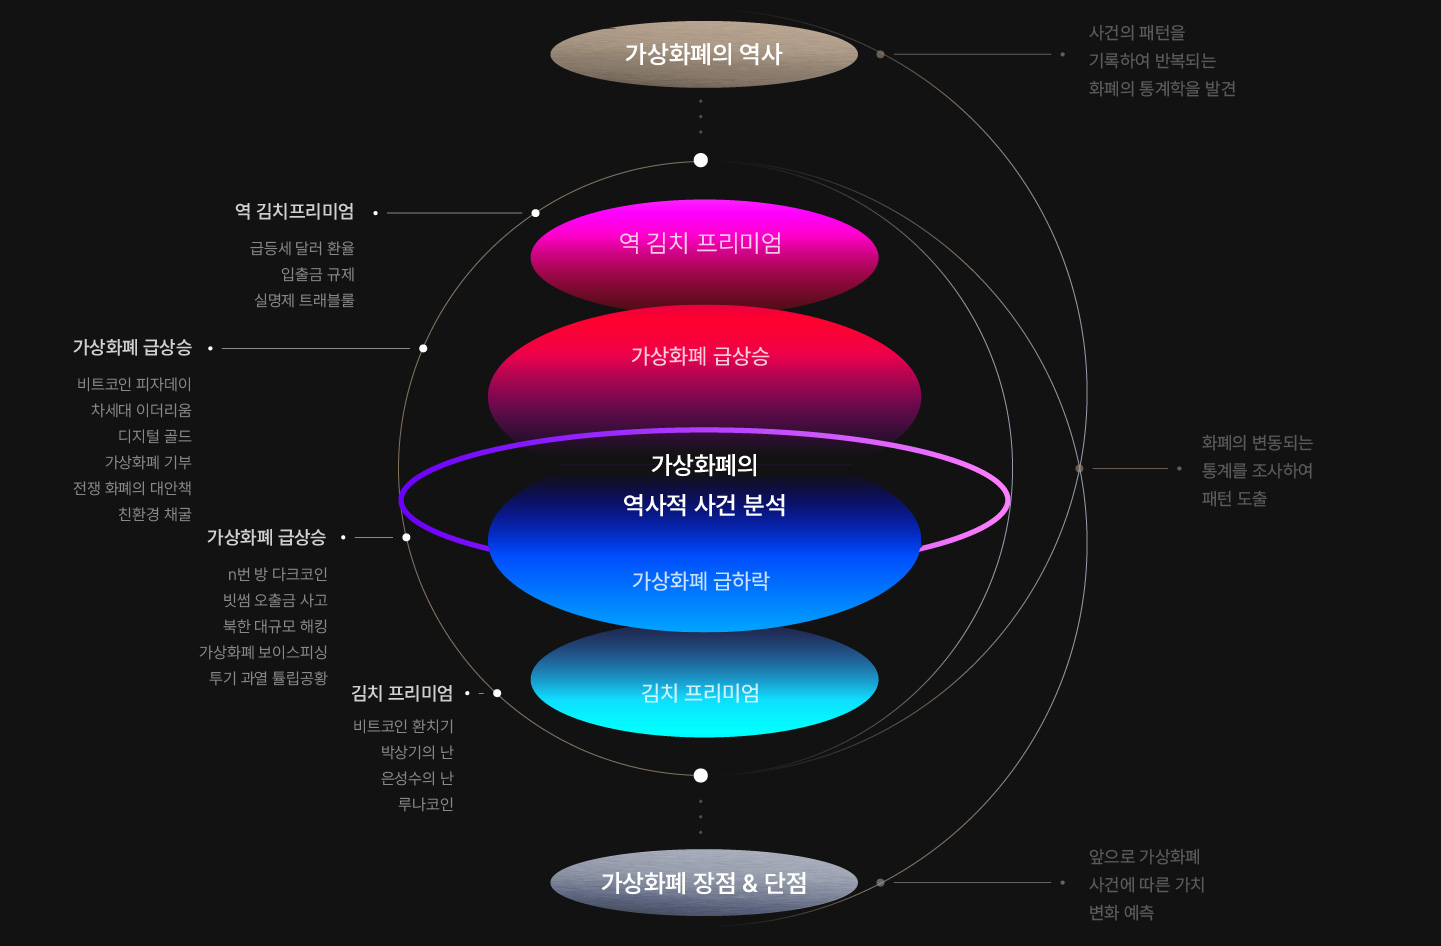 가상화폐의 역사
사건의 패턴을
기록하여 반복되는
화폐의 통계학을 발견
역 김치프리미엄
급등세 달러 환율
입출금 규제
실명제 트래블룰
가상화폐 급상승
비트코인 피자데이
차세대 이더리움
디지털 골드
가상화폐 기부
전쟁 화폐의 대안책
친환경 채굴
가상화폐 급상승
n번 방 다크코인
빗썸 오출금 사고
북한 대규모 해킹
가상화폐 보이스피싱
투기 과열 튤립공황
김치 프리미엄
비트코인 환치기
박상기의 난
은성수의 난
루나코인
역 김치 프리미엄
가상화폐 급상승
가상화폐의
역사적 사건 분석
가상화폐 급하락
김치 프리미엄
화폐의 변동되는
통계를 조사하여
패턴 도출
가상화폐 장점 & 단점
앞으로 가상화폐
사건에 따른 가치
변화 예측